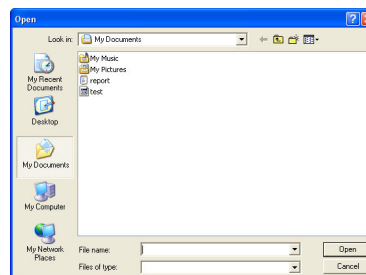 Open
Look in: My Documents
My Music
My Pictures
report
test
My Recent
Documents
Desktop
My Documents
My Computer
My Network
Places
File name:
Open
Files of type:
Cancel